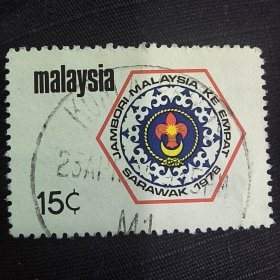 malaysia
JAMBORI MALAYSIA KE EMPAT
SARAWAK 1978
15¢